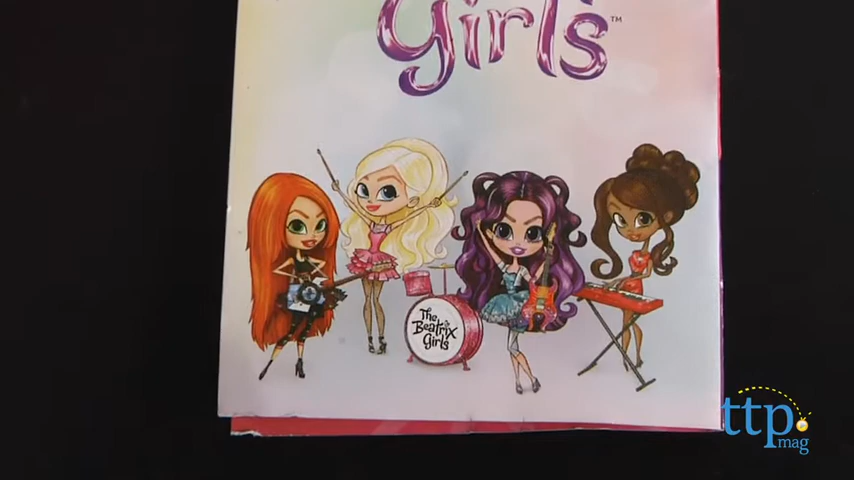 girls™
The
Beatrix
Girls
ttp
mag